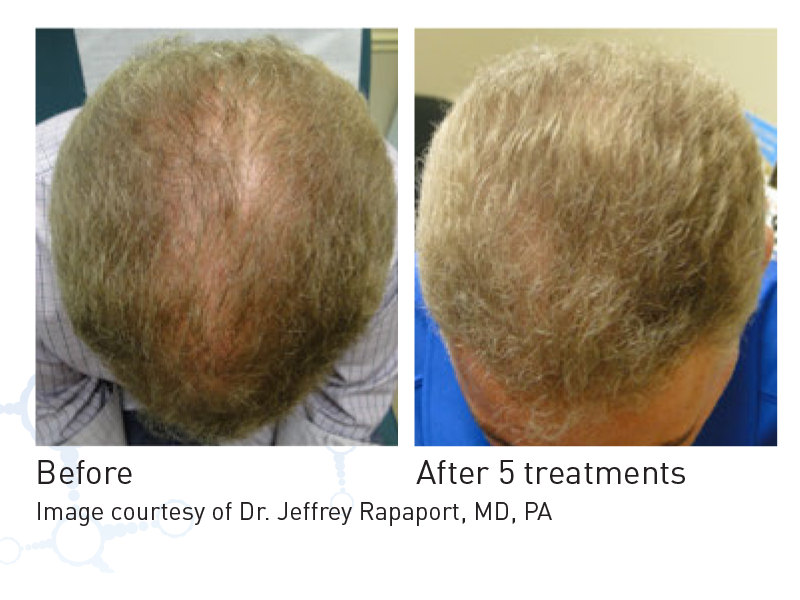 Before
After 5 treatments
Image courtesy of Dr. Jeffrey Rapaport, MD, PA